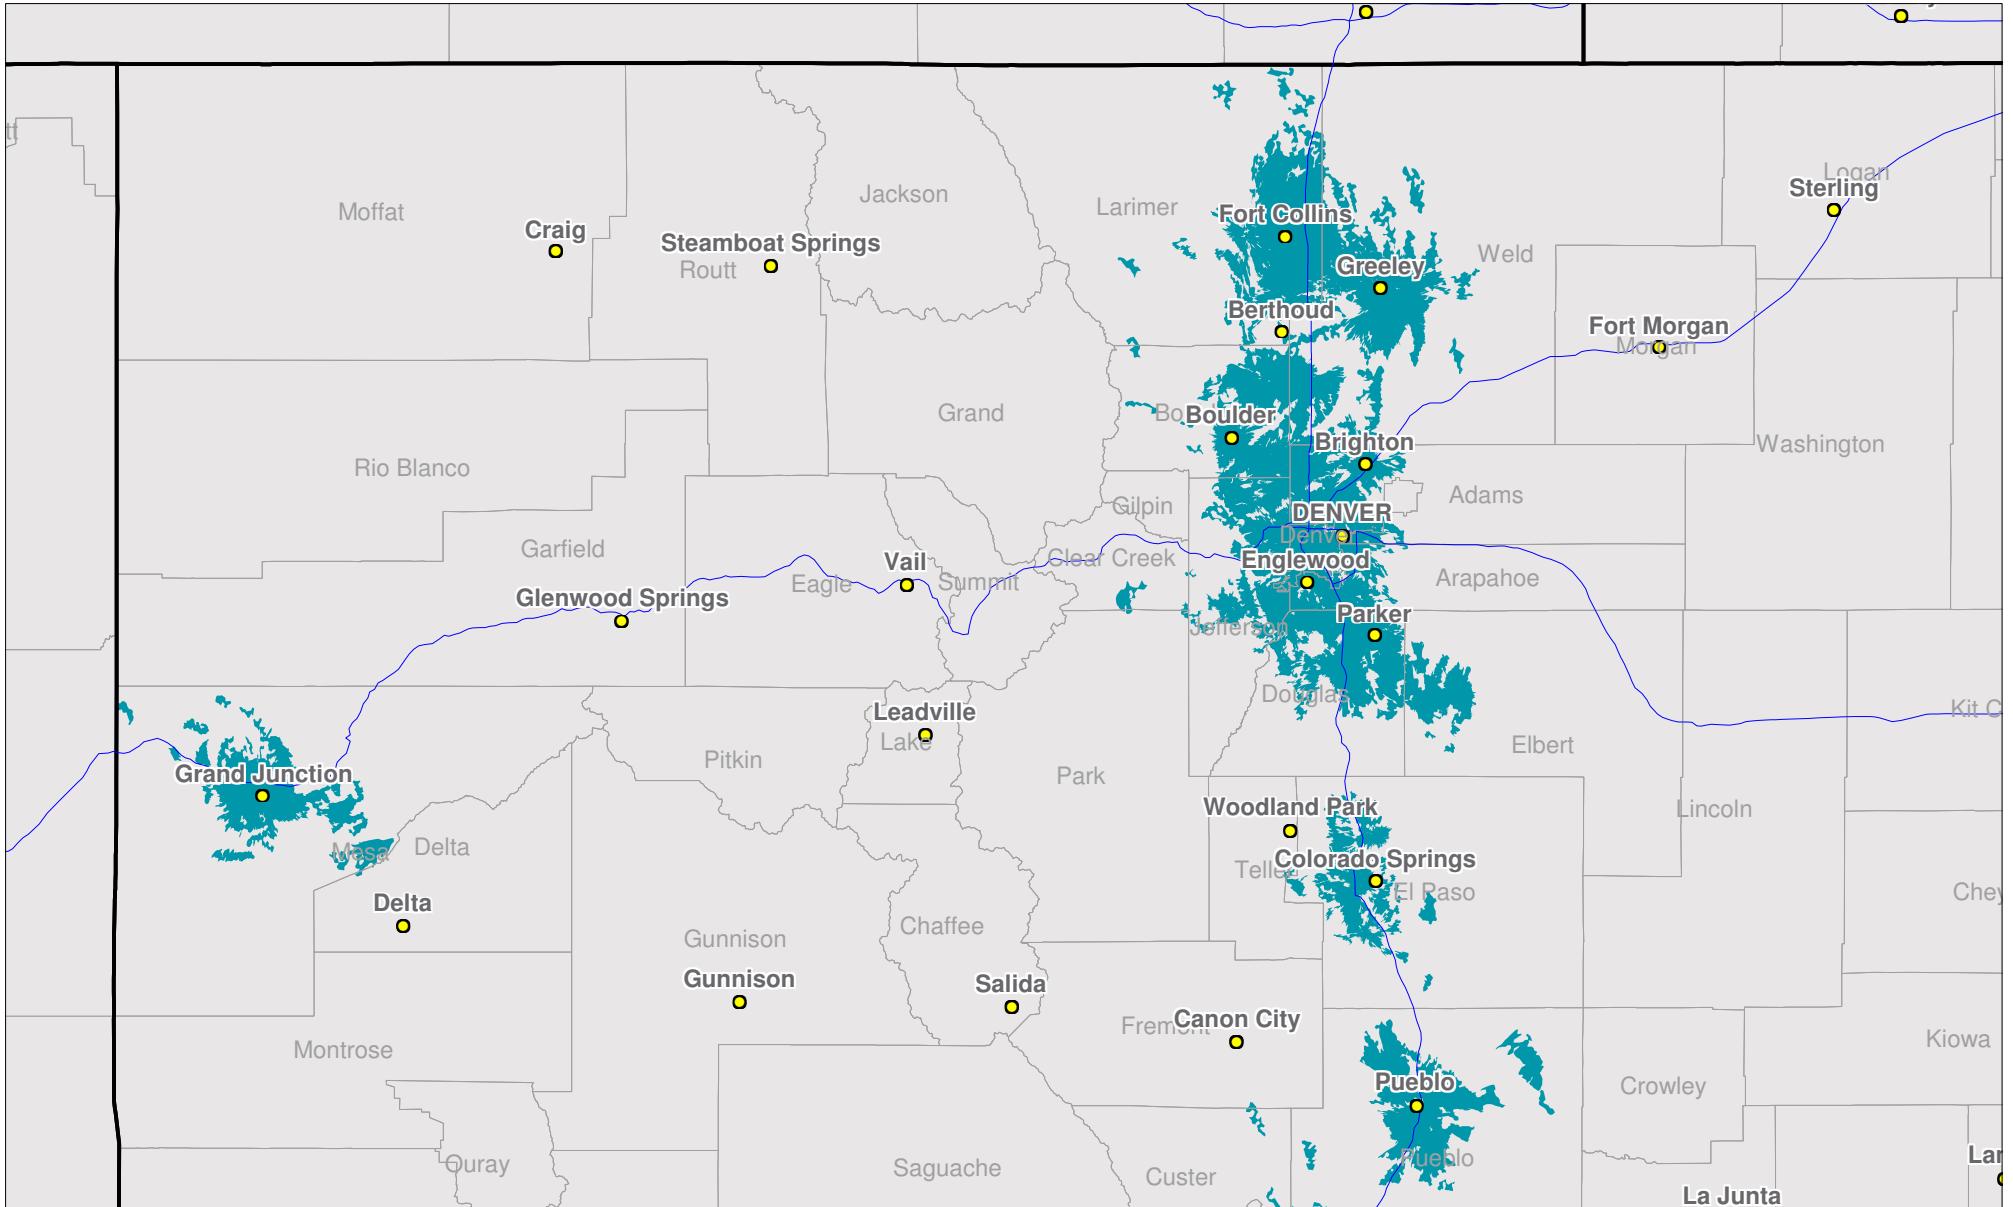 Logan
Sterling
Moffat
Jackson
Larimer
Craig
Fort Collins
Steamboat Springs
Routt
Weld
Greeley
Berthoud
Fort Morgan
Morgan
Grand
Boulder
Brighton
Washington
Rio Blanco
Adams
Gilpin
DENVER
Denver
Garfield
Clear Creek
Englewood
Vail
Eagle
Summit
Arapahoe
Glenwood Springs
Parker
Jefferson
Douglas
Leadville
Lake
Kit C
Elbert
Pitkin
Grand Junction
Park
Woodland Park
Lincoln
Mesa
Delta
Colorado Springs
Teller
El Paso
Chey
Delta
Chaffee
Gunnison
Gunnison
Salida
Fremont
Canon City
Kiowa
Montrose
Pueblo
Crowley
Ouray
Saguache
Pueblo
Custer
La Junta
Lar